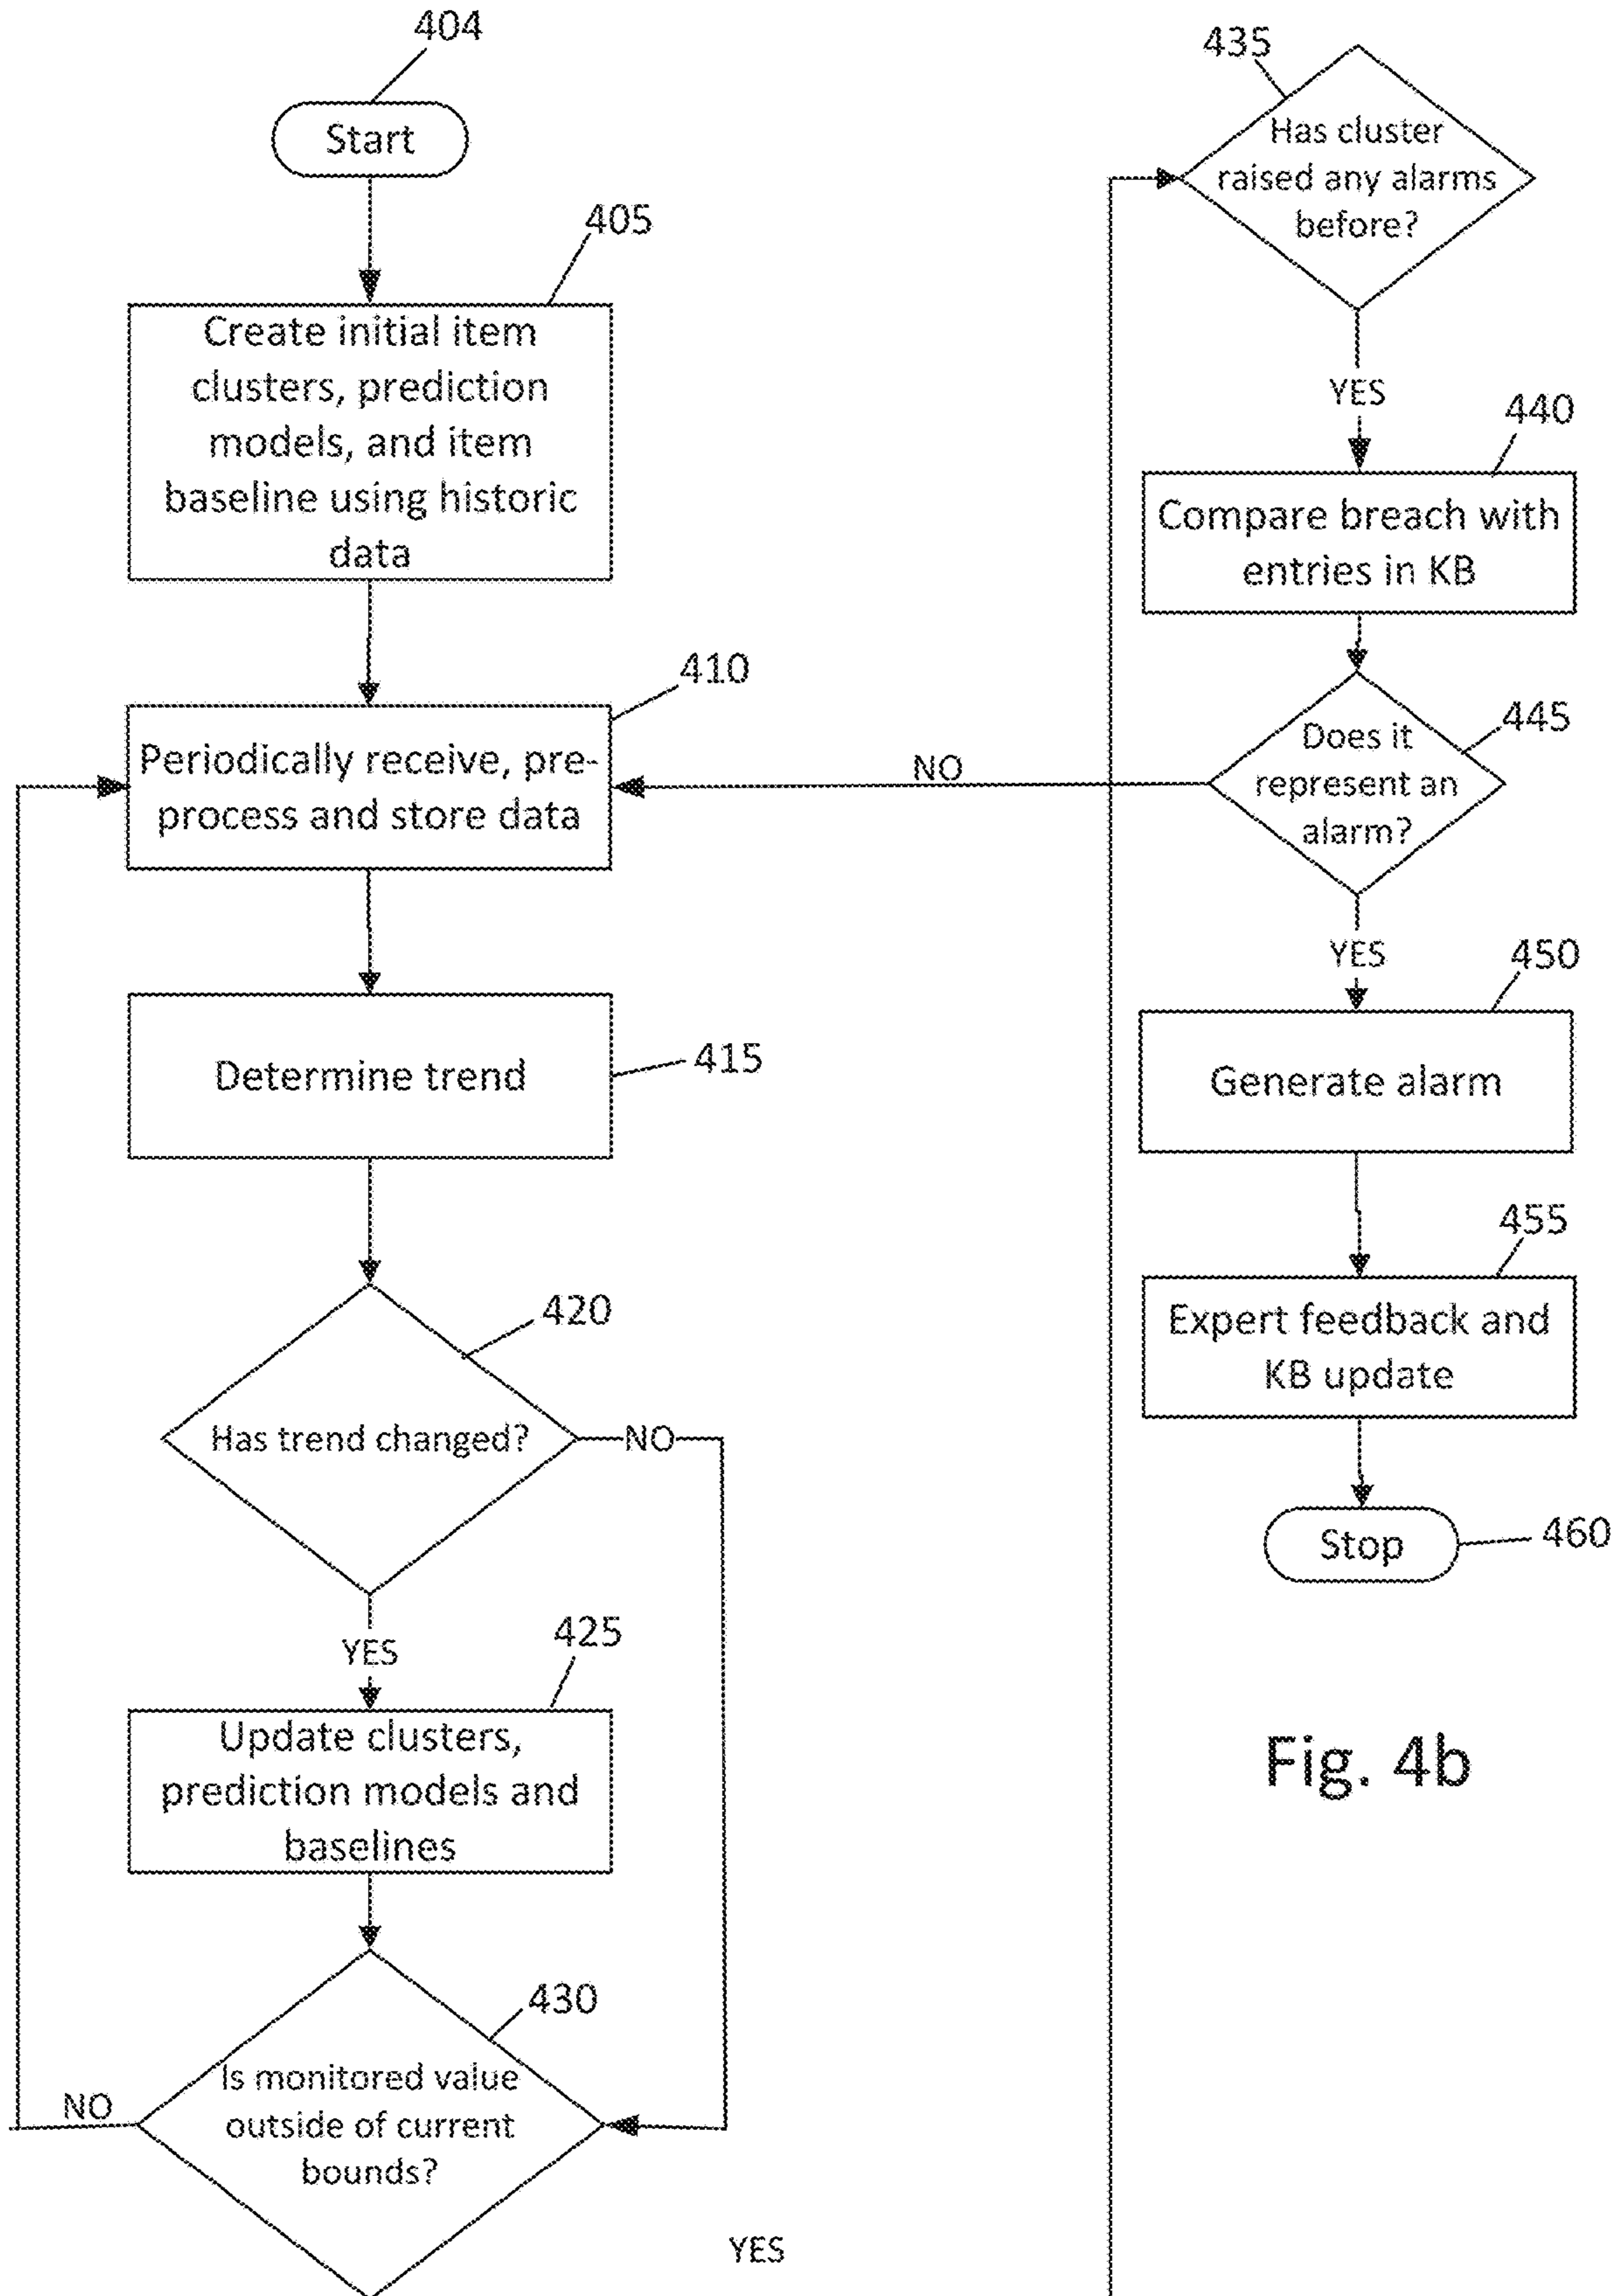 404
Start
405
Create initial item
clusters, prediction
models, and item
baseline using historic
data
410
Periodically receive, pre-
process and store data
415
Determine trend
420
Has trend changed?
NO
YES
425
Update clusters,
prediction models and
baselines
430
Is monitored value
outside of current
bounds?
NO
YES
435
Has cluster
raised any alarms
before?
YES
440
Compare breach with
entries in KB
445
Does it
represent an
alarm?
NO
YES
450
Generate alarm
455
Expert feedback and
KB update
Stop
460
Fig. 4b